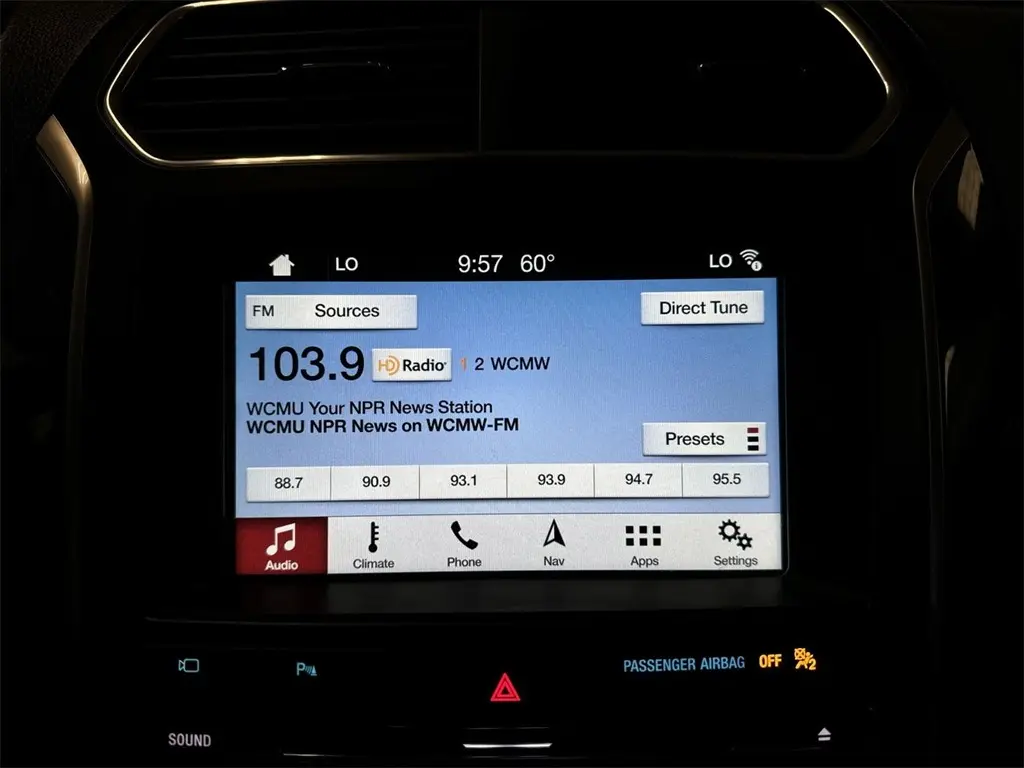 LO 9:57 60° LO
FM Sources Direct Tune
103.9 HD Radio 1 2 WCMW
WCMU Your NPR News Station
WCMU NPR News on WCMW-FM
Presets
88.7 90.9 93.1 93.9 94.7 95.5
Audio Climate Phone Nav Apps Settings
P PASSENGER AIRBAG OFF 2
SOUND